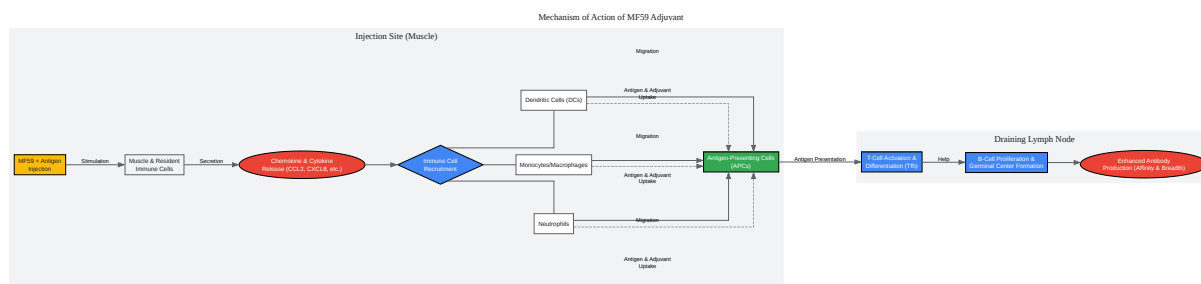 Mechanism of Action of MF59 Adjuvant
Injection Site (Muscle)
MF59 + Antigen
Injection
Stimulation
Muscle & Resident
Immune Cells
Secretion
Chemokine & Cytokine
Release (CCL2, CXCL8, etc.)
Immune Cell
Recruitment
Dendritic Cells (DCs)
Monocytes/Macrophages
Neutrophils
Migration
Antigen & Adjuvant
Uptake
Migration
Antigen & Adjuvant
Uptake
Migration
Antigen & Adjuvant
Uptake
Antigen-Presenting Cells
(APCs)
Antigen Presentation
Draining Lymph Node
T-Cell Activation &
Differentiation (Tfh)
Help
B-Cell Proliferation &
Germinal Center Formation
Enhanced Antibody
Production (Affinity & Breadth)